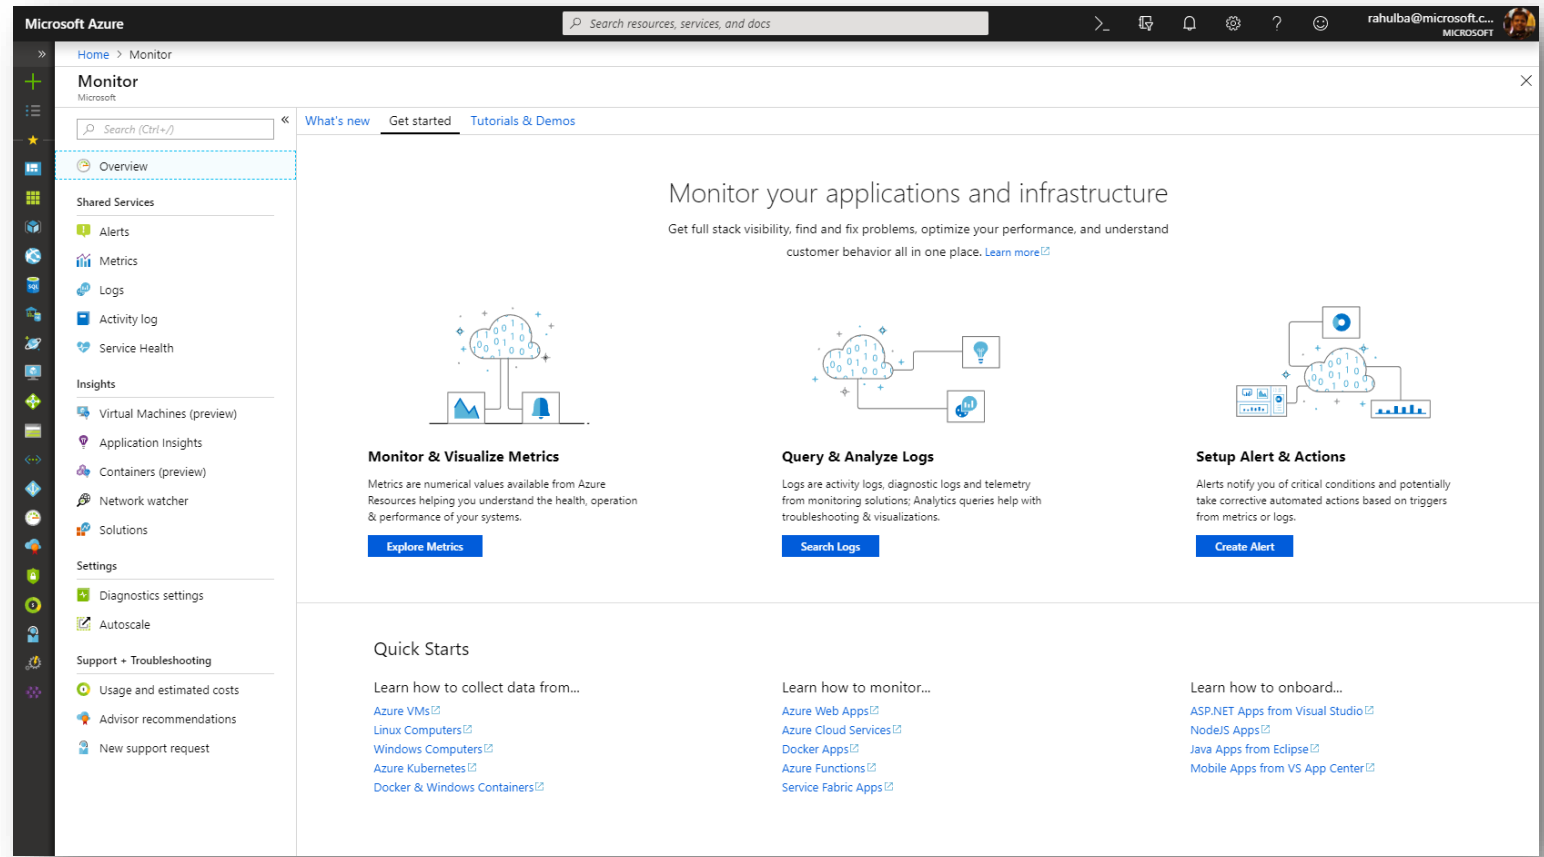 Microsoft Azure
Search resources, services, and docs
rahulba@microsoft.c...
MICROSOFT
Home > Monitor
Monitor
Microsoft
Search (Ctrl+/)
What's new Get started Tutorials & Demos
Overview
Shared Services
Alerts
Metrics
Logs
Activity log
Service Health
Insights
Virtual Machines (preview)
Application Insights
Containers (preview)
Network watcher
Solutions
Settings
Diagnostics settings
Autoscale
Support + Troubleshooting
Usage and estimated costs
Advisor recommendations
New support request
Monitor your applications and infrastructure
Get full stack visibility, find and fix problems, optimize your performance, and understand
customer behavior all in one place. Learn more
Monitor & Visualize Metrics
Metrics are numerical values available from Azure
Resources helping you understand the health, operation
& performance of your systems.
Explore Metrics
Query & Analyze Logs
Logs are activity logs, diagnostic logs and telemetry
from monitoring solutions; Analytics queries help with
troubleshooting & visualizations.
Search Logs
Setup Alert & Actions
Alerts notify you of critical conditions and potentially
take corrective automated actions based on triggers
from metrics or logs.
Create Alert
Quick Starts
Learn how to collect data from...
Azure VMs
Linux Computers
Windows Computers
Azure Kubernetes
Docker & Windows Containers
Learn how to monitor...
Azure Web Apps
Azure Cloud Services
Docker Apps
Azure Functions
Service Fabric Apps
Learn how to onboard...
ASP.NET Apps from Visual Studio
NodeJS Apps
Java Apps from Eclipse
Mobile Apps from VS App Center